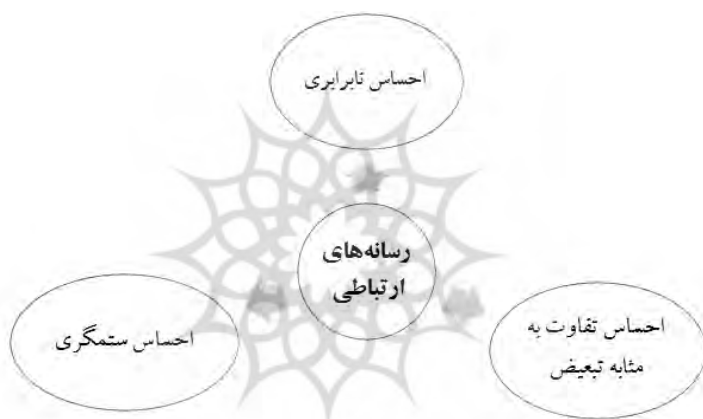 احساس نابرابری
رسانه‌های
ارتباطی
احساس تفاوت به
مثابه تبعیض
احساس ستمگری